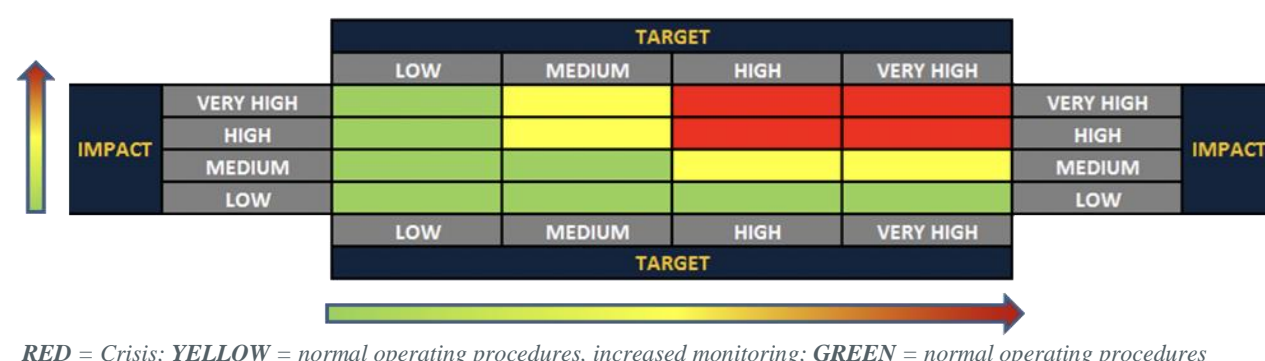 TARGET
LOW MEDIUM HIGH VERY HIGH
VERY HIGH VERY HIGH
HIGH HIGH
IMPACT IMPACT
MEDIUM MEDIUM
LOW LOW
LOW MEDIUM HIGH VERY HIGH
TARGET
RED = Crisis; YELLOW = normal operating procedures, increased monitoring; GREEN = normal operating procedures